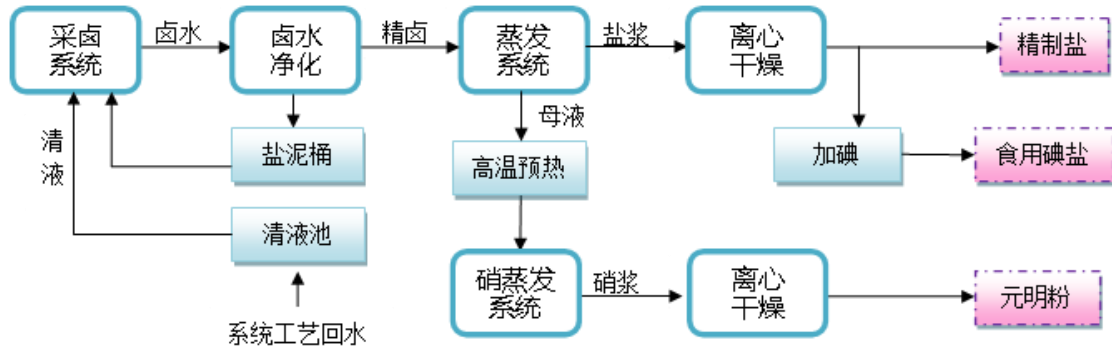 采卤
系统
卤水
卤水
净化
精卤
蒸发
系统
盐浆
离心
干燥
精制盐
清
液
盐泥桶
母液
高温预热
加碘
食用碘盐
清液池
硝蒸发
系统
硝浆
离心
干燥
元明粉
系统工艺回水